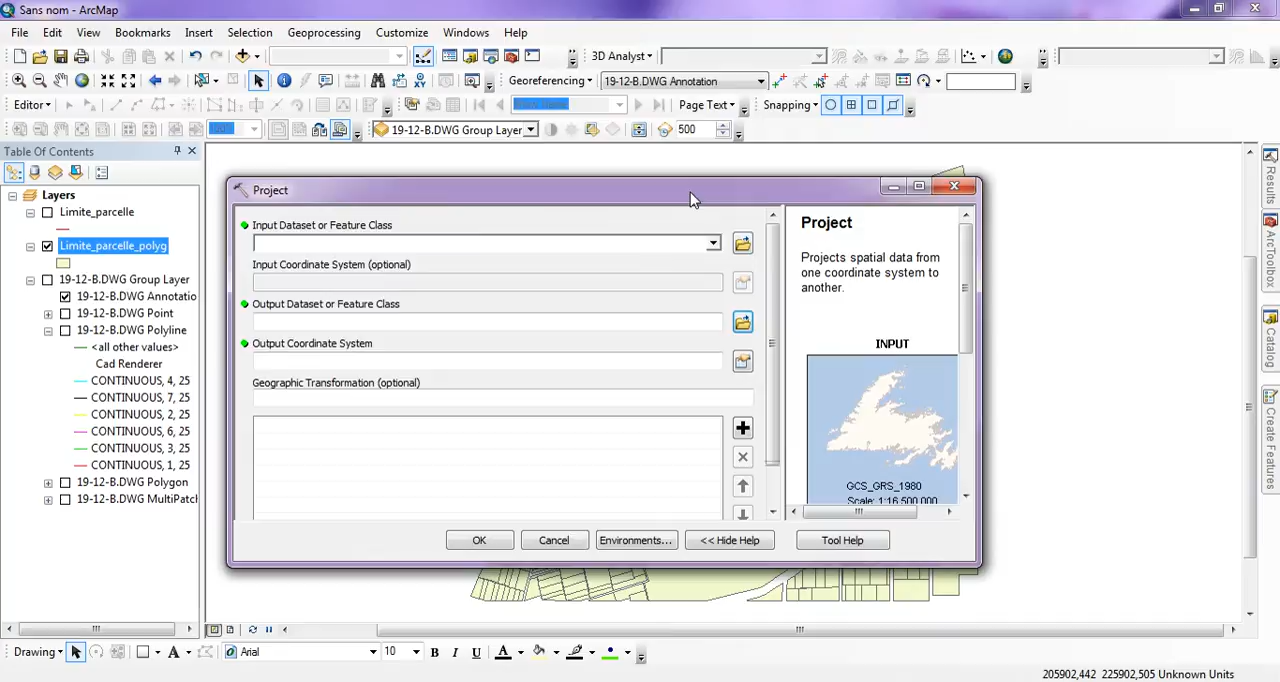 Sans nom - ArcMap
File Edit View Bookmarks Insert Selection Geoprocessing Customize Windows Help
3D Analyst
Georeferencing 19-12-B.DWG Annotation
Editor Page Text Snapping
100%
19-12-B.DWG Group Layer 500
Table Of Contents
Layers
Limite_parcelle
Limite_parcelle_polyg
19-12-B.DWG Group Layer
19-12-B.DWG Annotatio
19-12-B.DWG Point
19-12-B.DWG Polyline
<all other values>
Cad Renderer
CONTINUOUS, 4, 25
CONTINUOUS, 7, 25
CONTINUOUS, 2, 25
CONTINUOUS, 6, 25
CONTINUOUS, 3, 25
CONTINUOUS, 1, 25
19-12-B.DWG Polygon
19-12-B.DWG MultiPatch
Project
Input Dataset or Feature Class
Input Coordinate System (optional)
Output Dataset or Feature Class
Output Coordinate System
Geographic Transformation (optional)
OK Cancel Environments... << Hide Help Tool Help
Project
Projects spatial data from
one coordinate system to
another.
INPUT
GCS_GRS_1980
Scale: 1:16 500 000
Results
ArcToolbox
Catalog
Create Features
Drawing A Arial 10 B I U A
205902,442 225902,505 Unknown Units